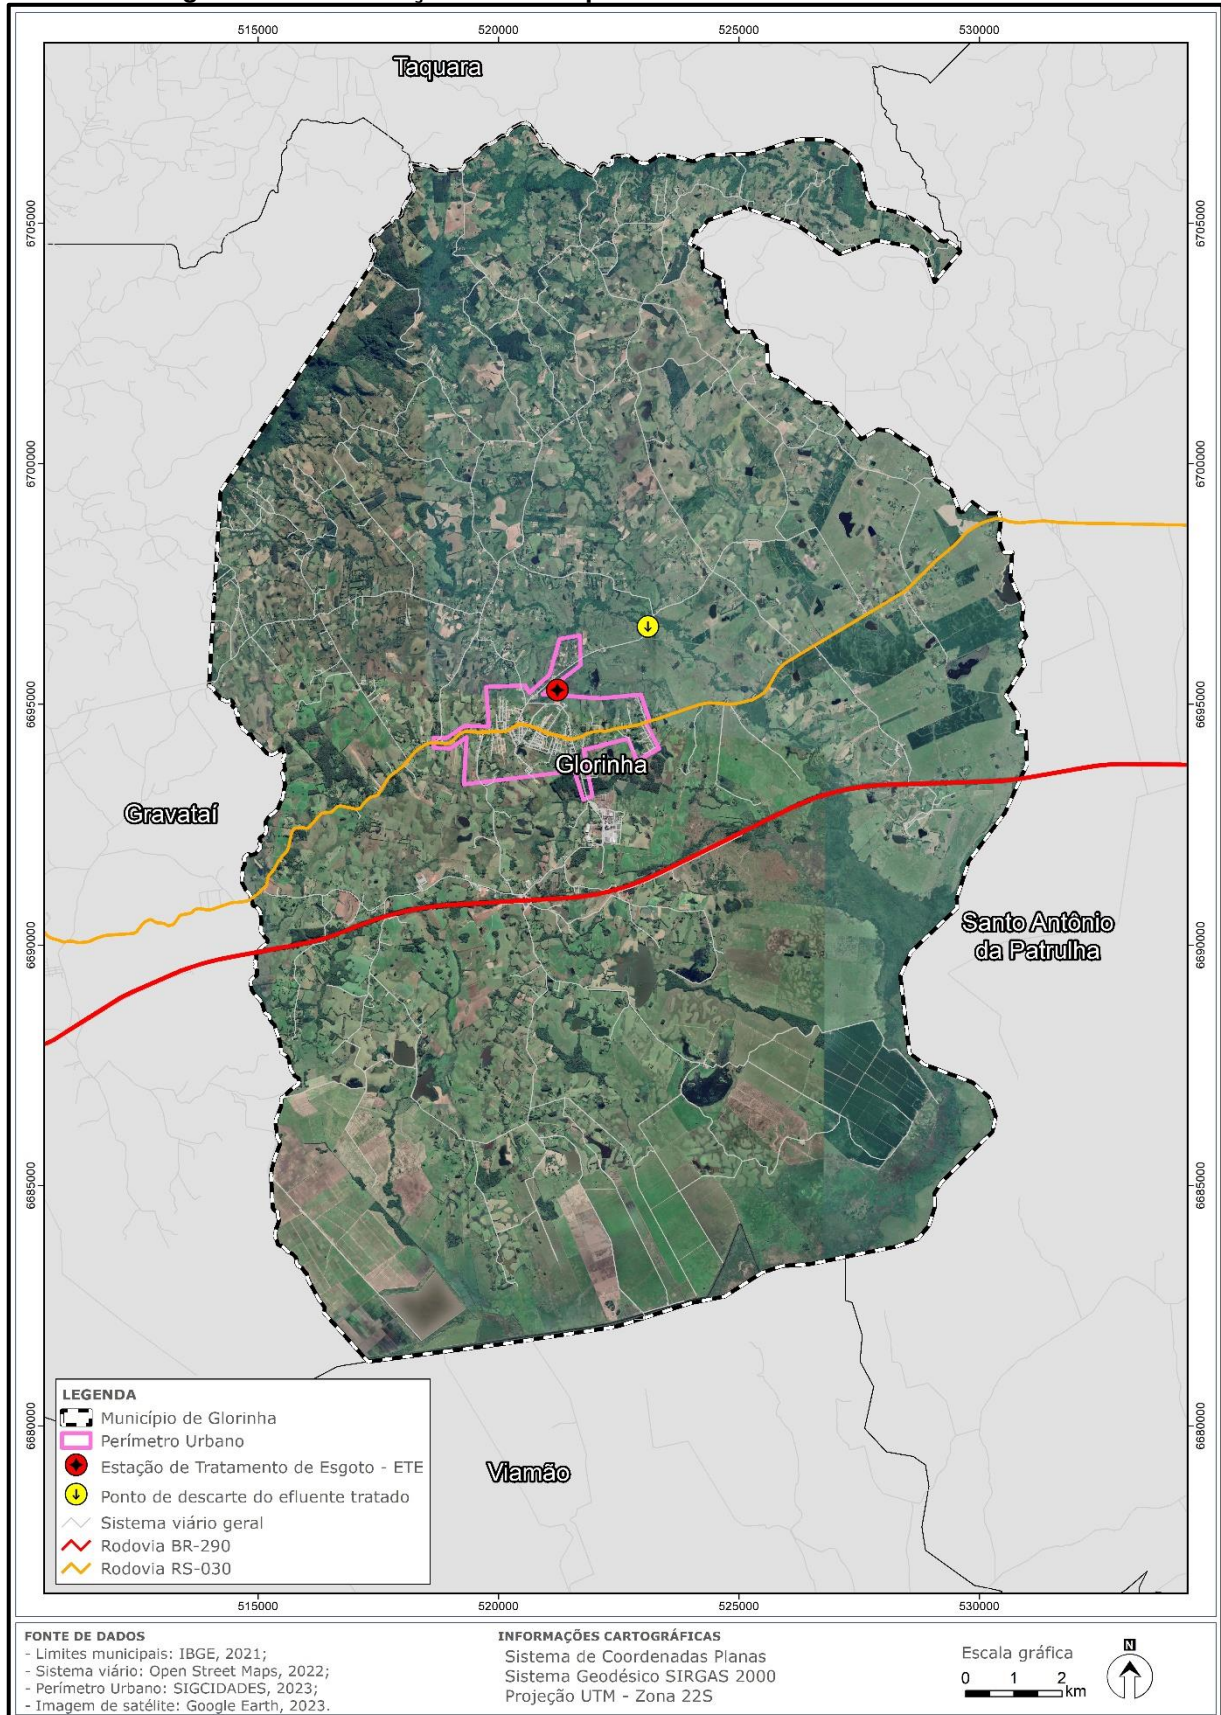 515000
520000
525000
530000
Taquara
6705000
6705000
6700000
6700000
6695000
6695000
Glorinha
Gravataí
Santo Antônio
da Patrulha
6690000
6690000
6685000
6685000
6680000
6680000
Viamão
LEGENDA
Município de Glorinha
Perímetro Urbano
Estação de Tratamento de Esgoto - ETE
Ponto de descarte do efluente tratado
Sistema viário geral
Rodovia BR-290
Rodovia RS-030
515000
520000
525000
530000
FONTE DE DADOS
- Limites municipais: IBGE, 2021;
- Sistema viário: Open Street Maps, 2022;
- Perímetro Urbano: SIGCIDADES, 2023;
- Imagem de satélite: Google Earth, 2023.
INFORMAÇÕES CARTOGRÁFICAS
Sistema de Coordenadas Planas
Sistema Geodésico SIRGAS 2000
Projeção UTM - Zona 22S
Escala gráfica
0 1 2
km
N